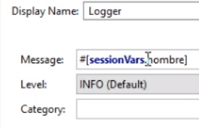 Display Name: Logger
Message: #[sessionVars.nombre]
Level: INFO (Default)
Category: